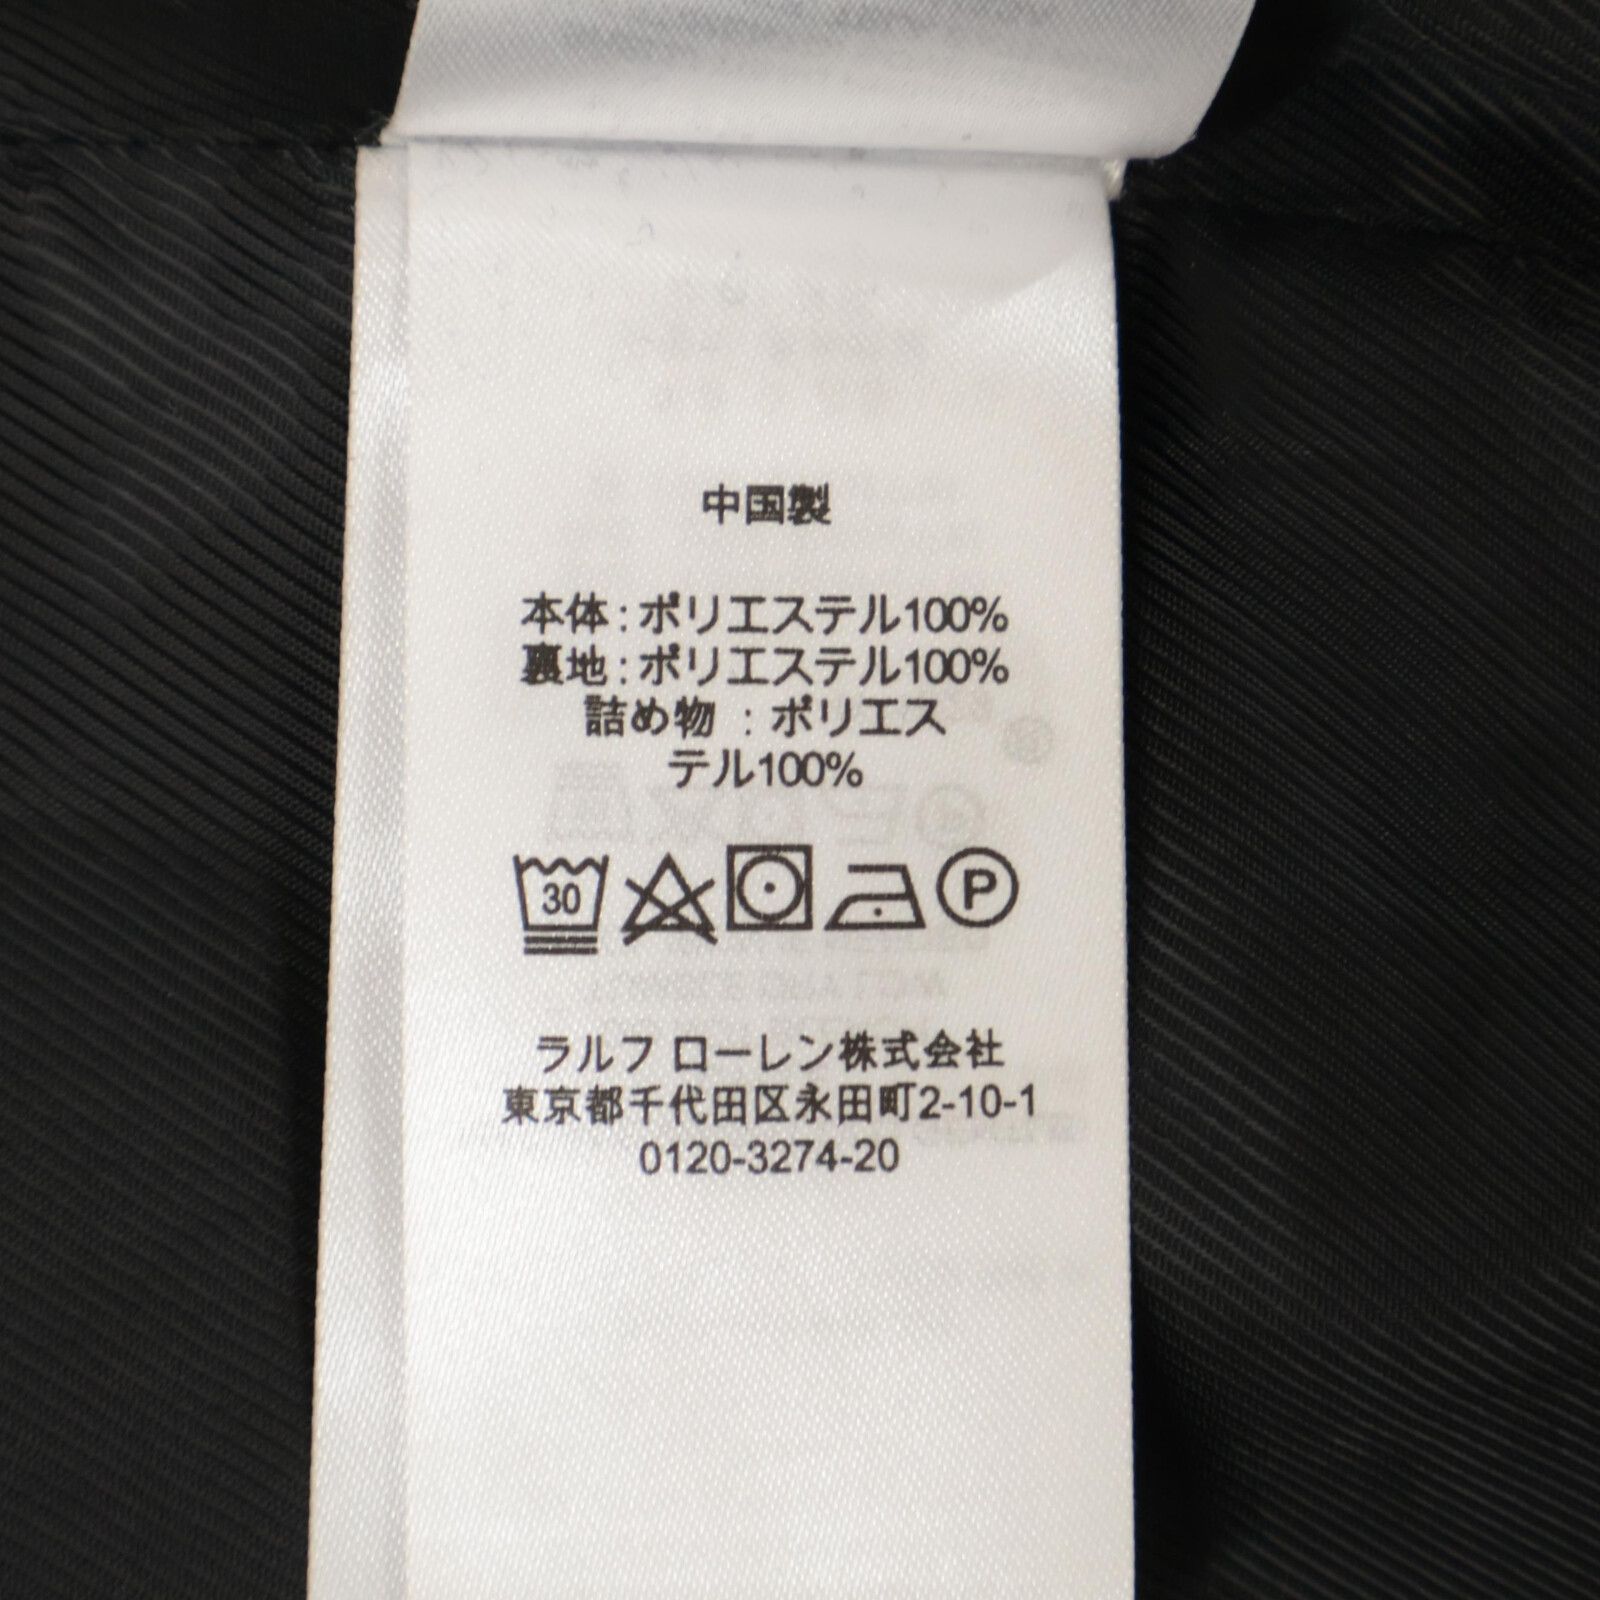 中国製
本体:ポリエステル100%
裏地:ポリエステル100%
詰め物 :ポリエス
テル100%
30
P
ラルフ ローレン株式会社
東京都千代田区永田町2-10-1
0120-3274-20